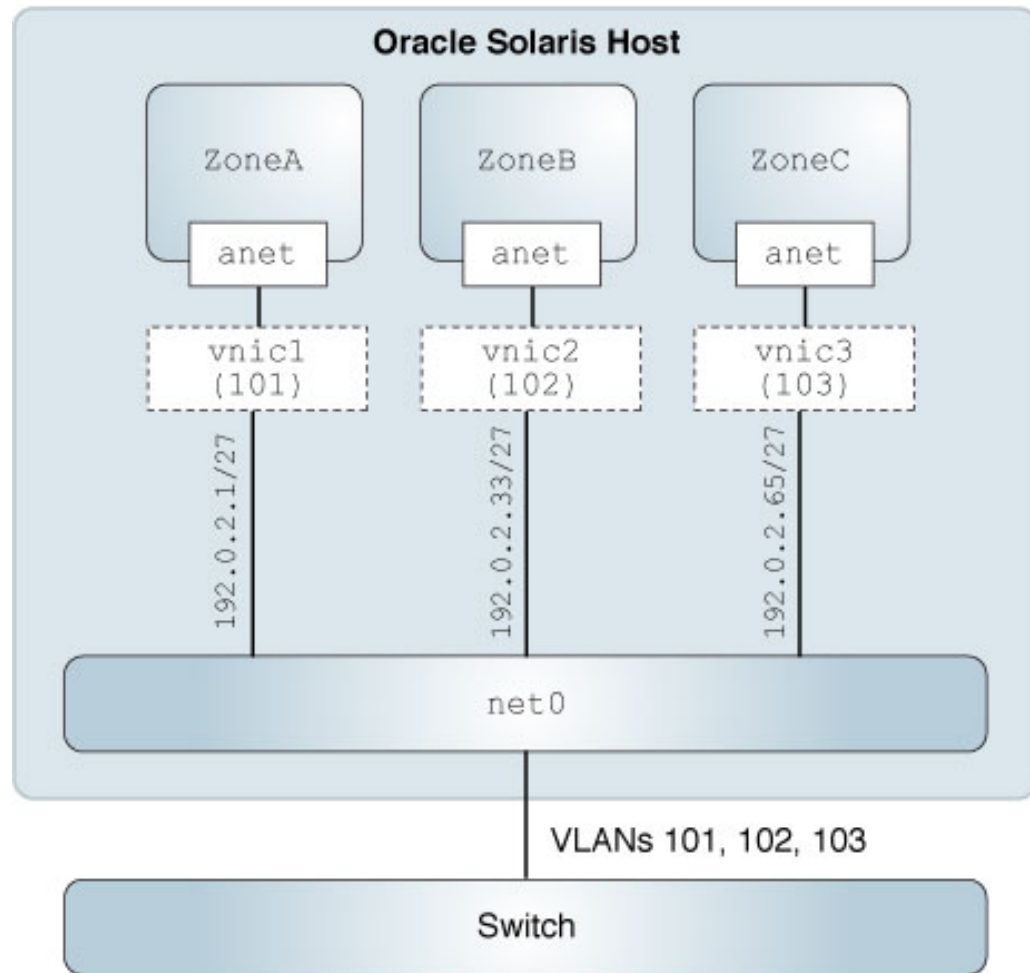 Oracle Solaris Host
ZoneA
ZoneB
ZoneC
anet
anet
anet
vnic1
(101)
vnic2
(102)
vnic3
(103)
192.0.2.1/27
192.0.2.33/27
192.0.2.65/27
net0
VLANs 101, 102, 103
Switch